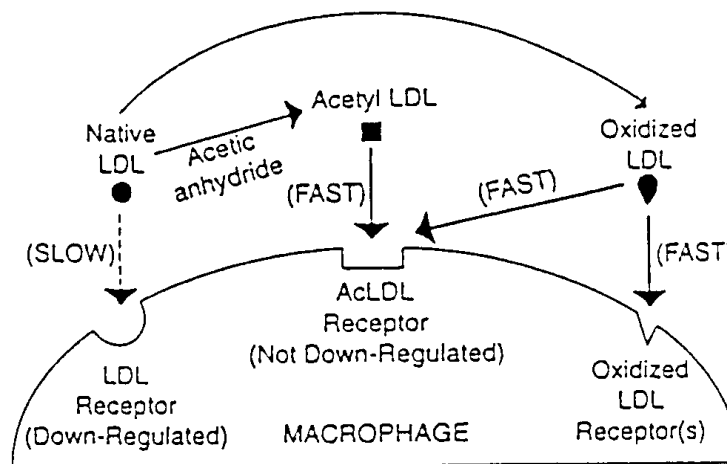 Acetyl LDL
Native
LDL
Acetic
anhydride
Oxidized
LDL
(FAST)
(FAST)
(SLOW)
(FAST
AcLDL
Receptor
(Not Down-Regulated)
LDL
Receptor
(Down-Regulated)
MACROPHAGE
Oxidized
LDL
Receptor(s)